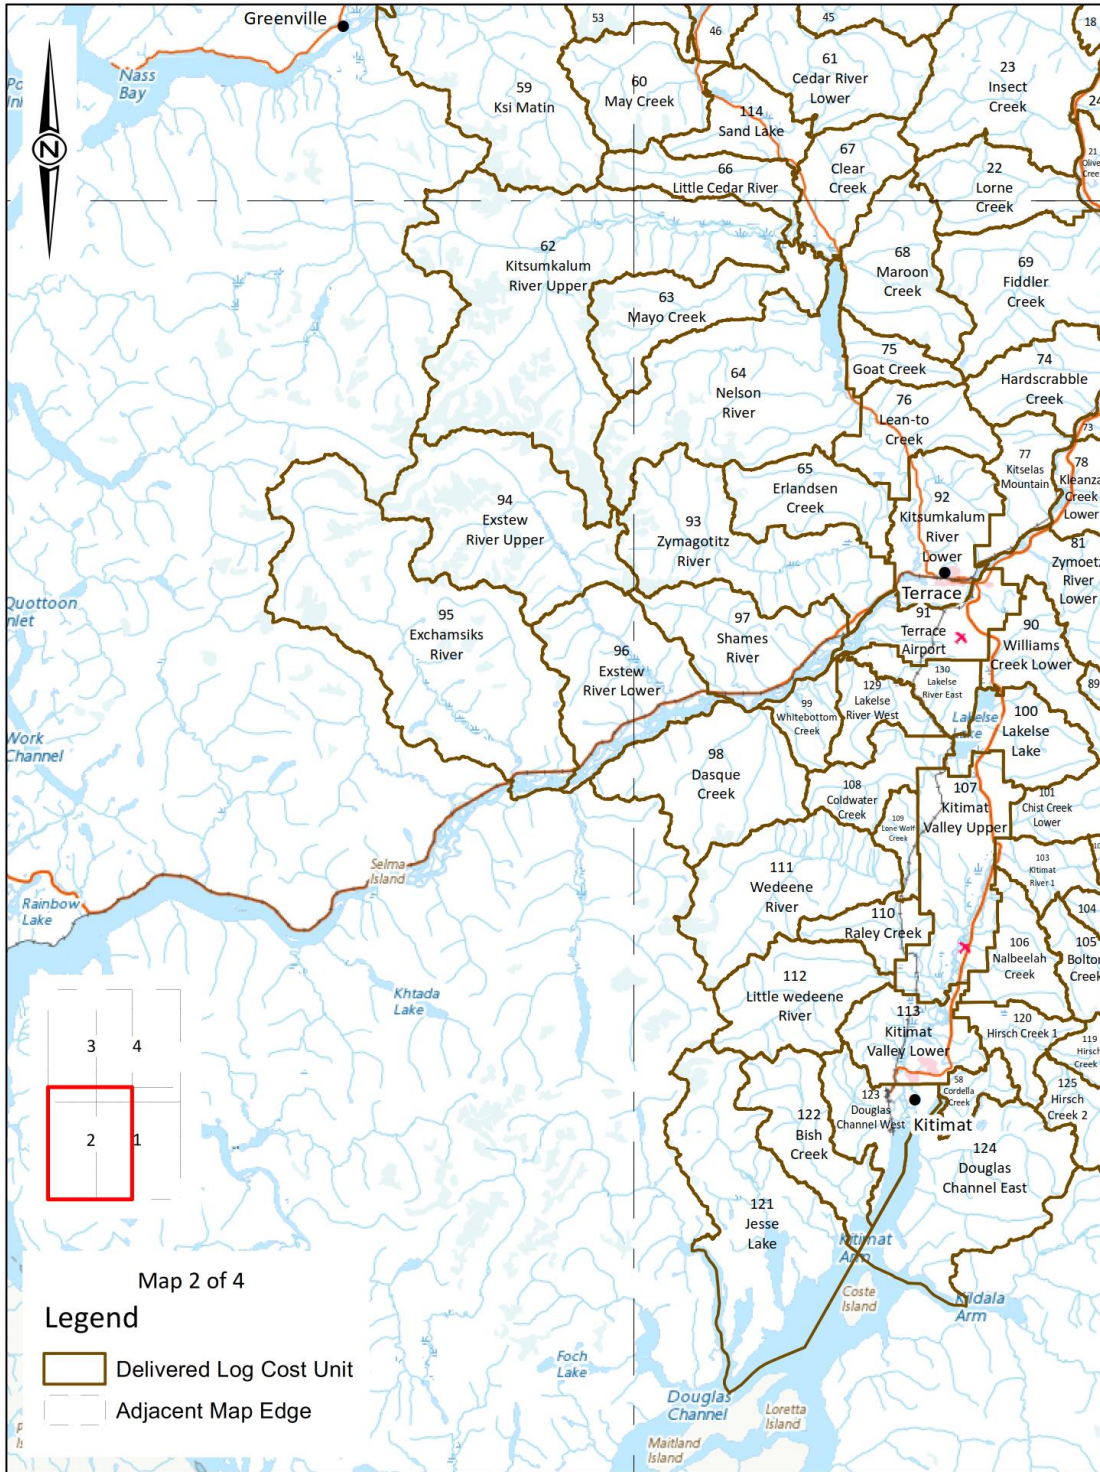 Greenville
Nass
Bay
53
46
45
18
59
Ksi Matin
60
May Creek
61
Cedar River
Lower
23
Insect
Creek
24
114
Sand Lake
67
Clear
Creek
21
66
Little Cedar River
22
Lorne
Creek
62
Kitsumkalum
River Upper
68
Maroon
Creek
69
Fiddler
Creek
63
Mayo Creek
64
Nelson
River
75
Goat Creek
74
Hardscrabble
Creek
76
Lean-to
Creek
73
77
Kitselas
Mountain
78
Kleanza
Creek
Lower
65
Erlandsen
Creek
94
Exstew
River Upper
93
Zymagotitz
River
92
Kitsumkalum
River
Lower
81
Zymoetz
River
Lower
Terrace
95
Exchamsiks
River
97
Shames
River
91
Terrace
Airport
90
Williams
Creek Lower
96
Exstew
River Lower
130
Lakelse
River East
129
Lakelse
River West
89
99
Whitebottom
Creek
Lakelse
Lake
100
Lakelse
Lake
Work
Channel
98
Dasque
Creek
108
Coldwater
Creek
107
Kitimat
Valley Upper
101
Chist Creek
Lower
109
Lone Wolf
Creek
Selma
Island
111
Wedeene
River
103
Kitimat
River 1
Rainbow
Lake
110
Raley Creek
104
106
Nalbeelah
Creek
105
Bolton
Creek
112
Little wedeene
River
Khtada
Lake
113
Kitimat
Valley Lower
120
Hirsch Creek 1
119
Hirsch
Creek
3
4
2
1
58
Cordella
Creek
125
Hirsch
Creek 2
123
Douglas
Channel West
Kitimat
122
Bish
Creek
124
Douglas
Channel East
121
Jesse
Lake
Kitimat
Arm
Coste
Island
Kildala
Arm
Map 2 of 4
Legend
Delivered Log Cost Unit
Adjacent Map Edge
Foch
Lake
Douglas
Channel
Loretta
Island
Maitland
Island